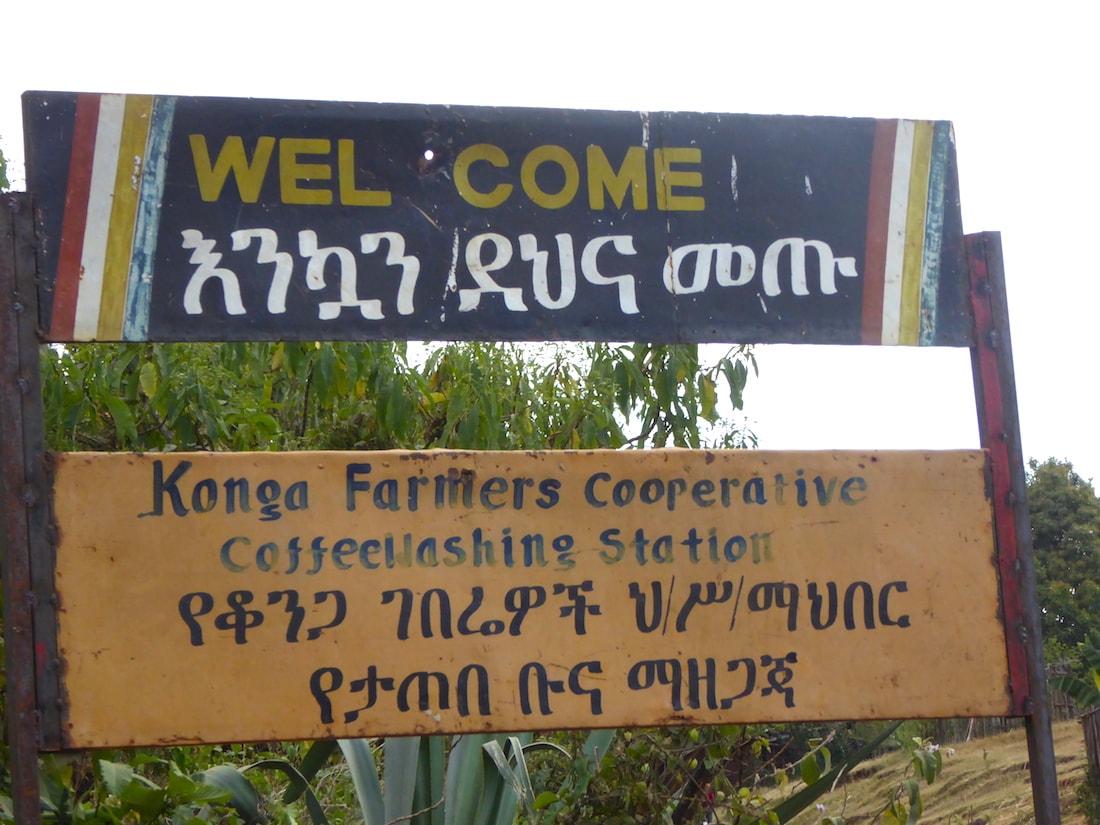 WEL COME
እንኳን ደህና መጡ
Konga Farmers Cooperative
CoffeeWashing Station
የቆንጋ ገበሬዎች ህ/ሥ/ማህበር
የታጠበ ቡና ማዘጋጃ